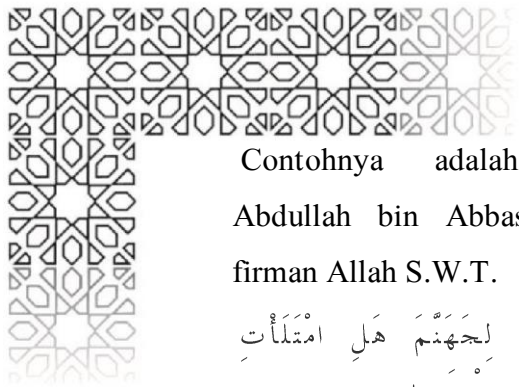 Contohnya adalah
Abdullah bin Abbas
firman Allah S.W.T.
لِجَهَنَّمَ هَلِ امْتَلَأْتِ